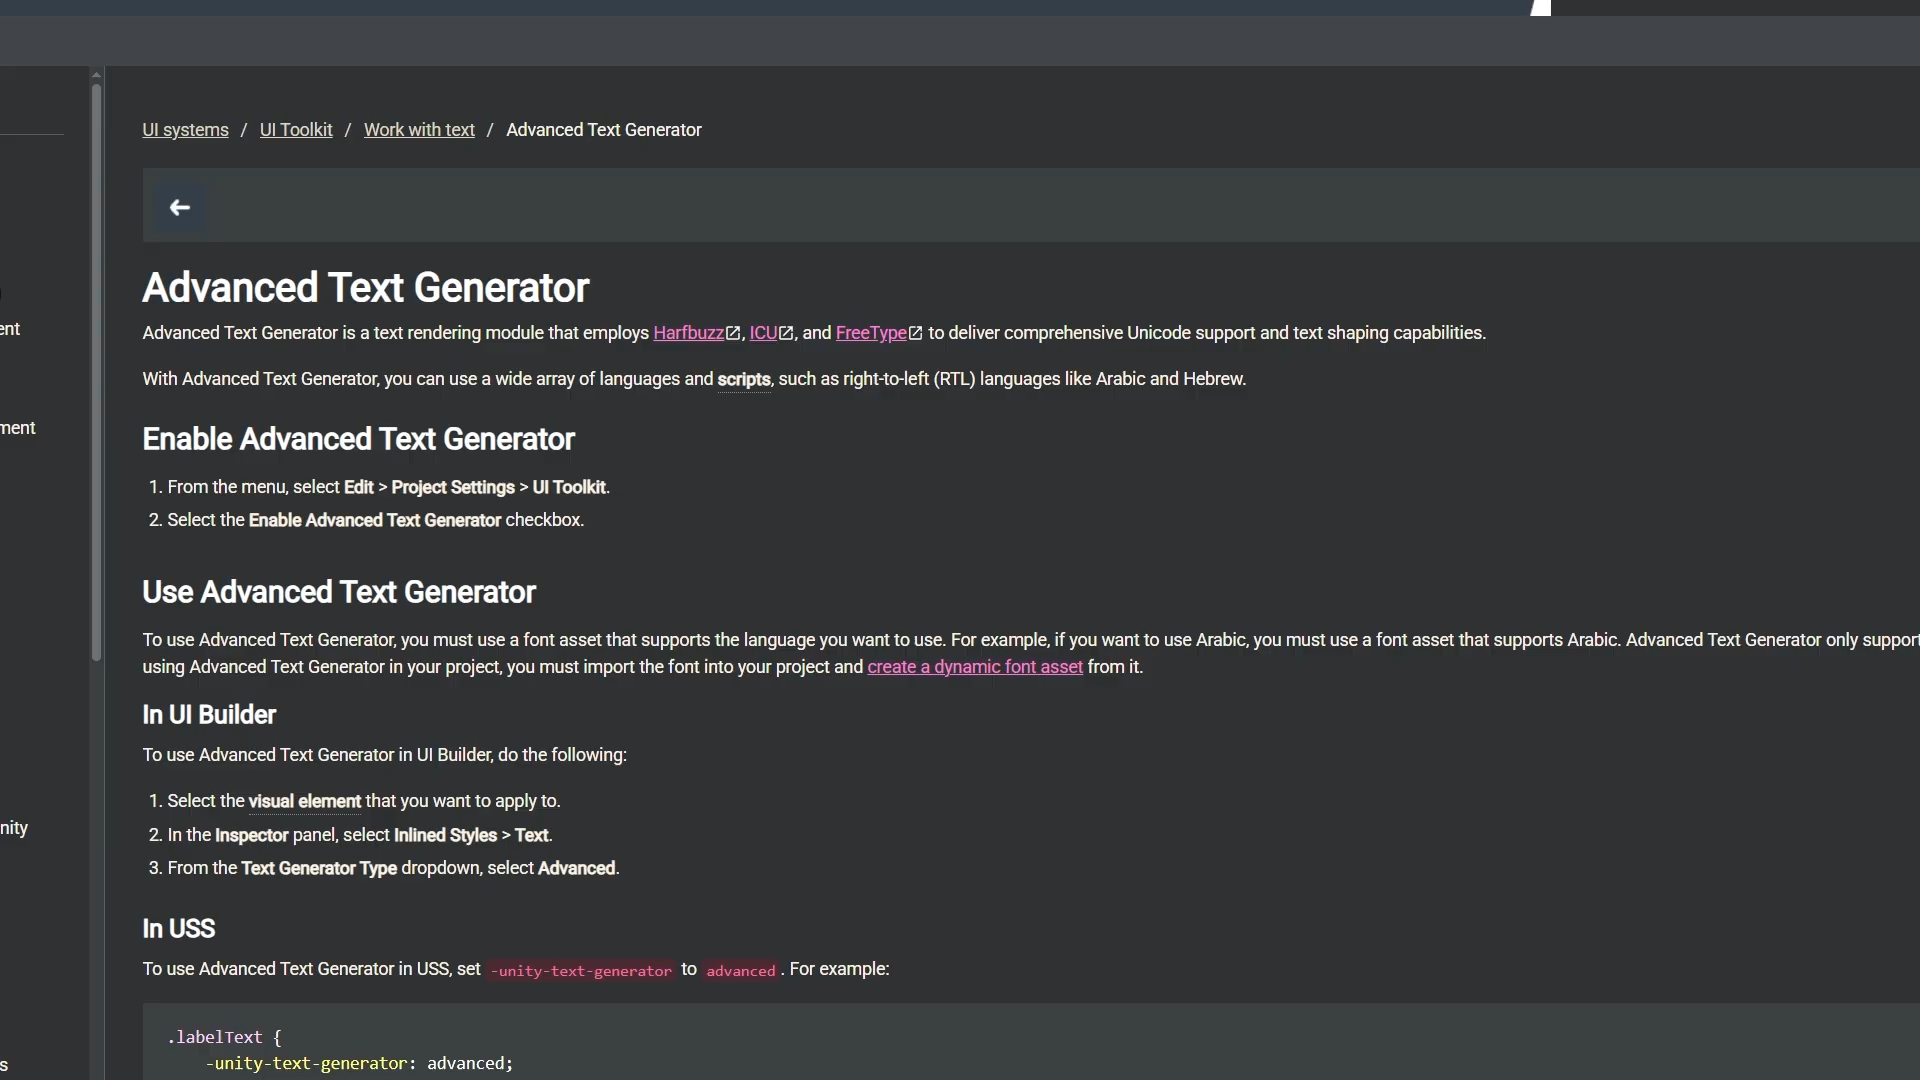 UI systems / UI Toolkit / Work with text / Advanced Text Generator
Advanced Text Generator
Advanced Text Generator is a text rendering module that employs Harfbuzz, ICU, and FreeType to deliver comprehensive Unicode support and text shaping capabilities.
With Advanced Text Generator, you can use a wide array of languages and scripts, such as right-to-left (RTL) languages like Arabic and Hebrew.
Enable Advanced Text Generator
1. From the menu, select Edit > Project Settings > UI Toolkit.
2. Select the Enable Advanced Text Generator checkbox.
Use Advanced Text Generator
To use Advanced Text Generator, you must use a font asset that supports the language you want to use. For example, if you want to use Arabic, you must use a font asset that supports Arabic. Advanced Text Generator only support
using Advanced Text Generator in your project, you must import the font into your project and create a dynamic font asset from it.
In UI Builder
To use Advanced Text Generator in UI Builder, do the following:
1. Select the visual element that you want to apply to.
2. In the Inspector panel, select Inlined Styles > Text.
3. From the Text Generator Type dropdown, select Advanced.
In USS
To use Advanced Text Generator in USS, set -unity-text-generator to advanced. For example:
.labelText {
-unity-text-generator: advanced;
ent
ment
nity
s